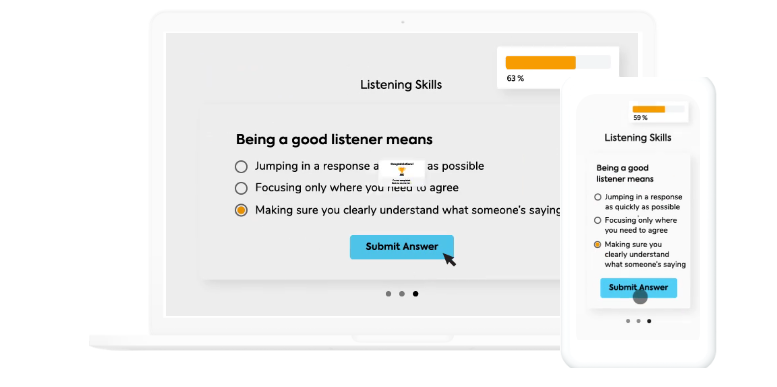 63 %
Listening Skills
Being a good listener means
Jumping in a response a as possible
Focusing only where you need to agree
Making sure you clearly understand what someone's saying
Submit Answer
59 %
Listening Skills
Being a good
listener means
Jumping in a response
as quickly as possible
Focusing only where
you need to agree
Making sure you
clearly understand
what someone's saying
Submit Answer